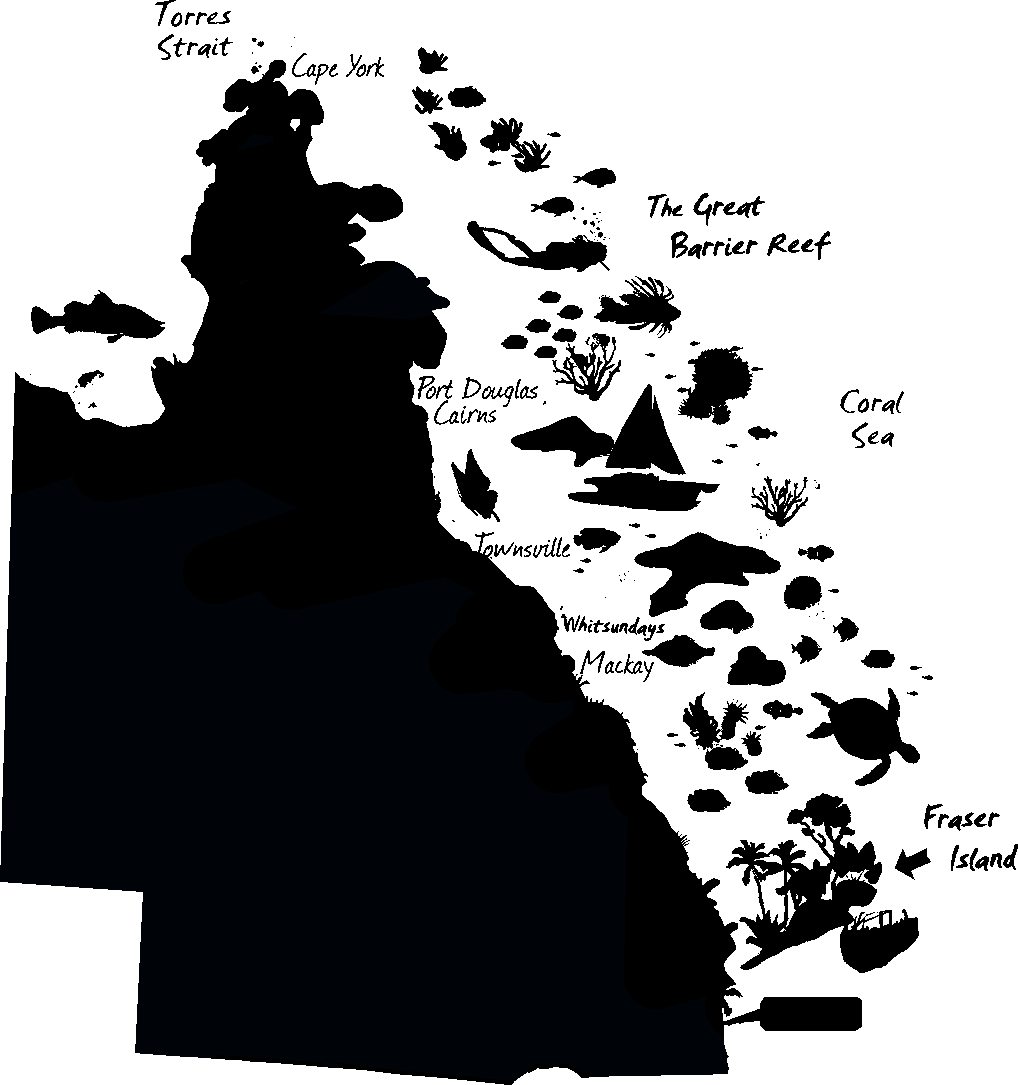 Torres
Strait
Cape York
The Great
Barrier Reef
Port Douglas
Cairns
Coral
Sea
Townsville
Whitsundays
Mackay
Fraser
Island